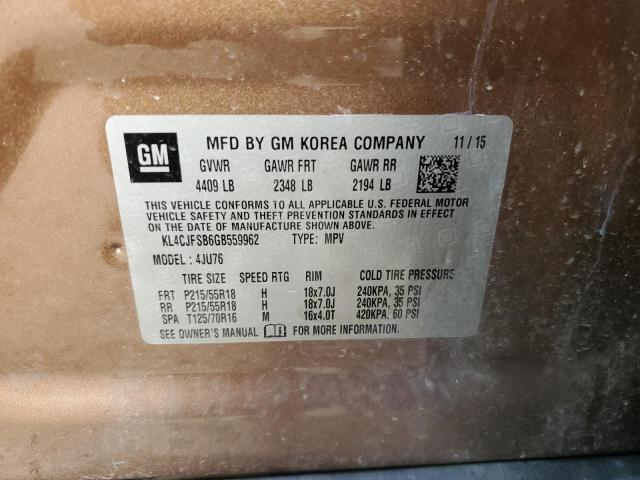 GM MFD BY GM KOREA COMPANY 11 / 15
GVWR GAWR FRT GAWR RR
4409 LB 2348 LB 2194 LB
THIS VEHICLE CONFORMS TO ALL APPLICABLE U.S. FEDERAL MOTOR
VEHICLE SAFETY AND THEFT PREVENTION STANDARDS IN EFFECT
ON THE DATE OF MANUFACTURE SHOWN ABOVE.
KL4CJFSB6GB559962 TYPE: MPV
MODEL : 4JU76
TIRE SIZE SPEED RTG RIM COLD TIRE PRESSURE
FRT P215/55R18 H 18x7.0J 240KPA, 35 PSI
RR P215/55R18 H 18x7.0J 240KPA, 35 PSI
SPA T125/70R16 M 16x4.0T 420KPA, 60 PSI
SEE OWNER'S MANUAL FOR MORE INFORMATION.